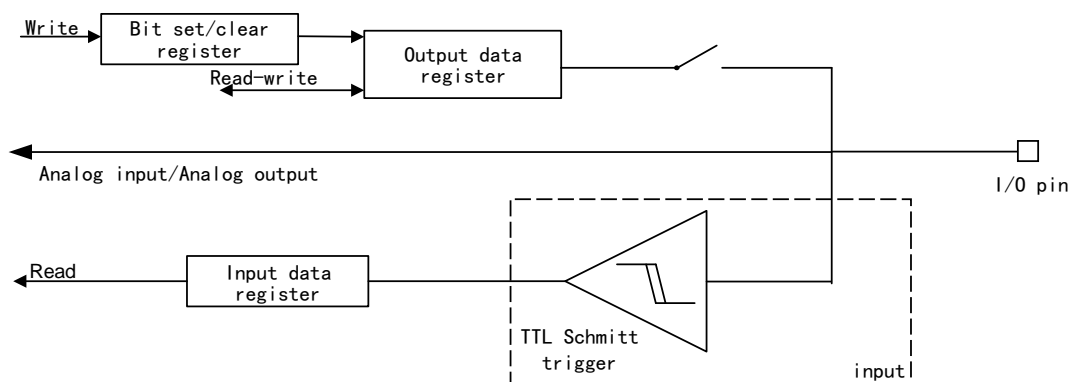 Write
Bit set/clear
register
Output data
register
Read-write
Analog input/Analog output
I/O pin
Read
Input data
register
TTL Schmitt
trigger
input